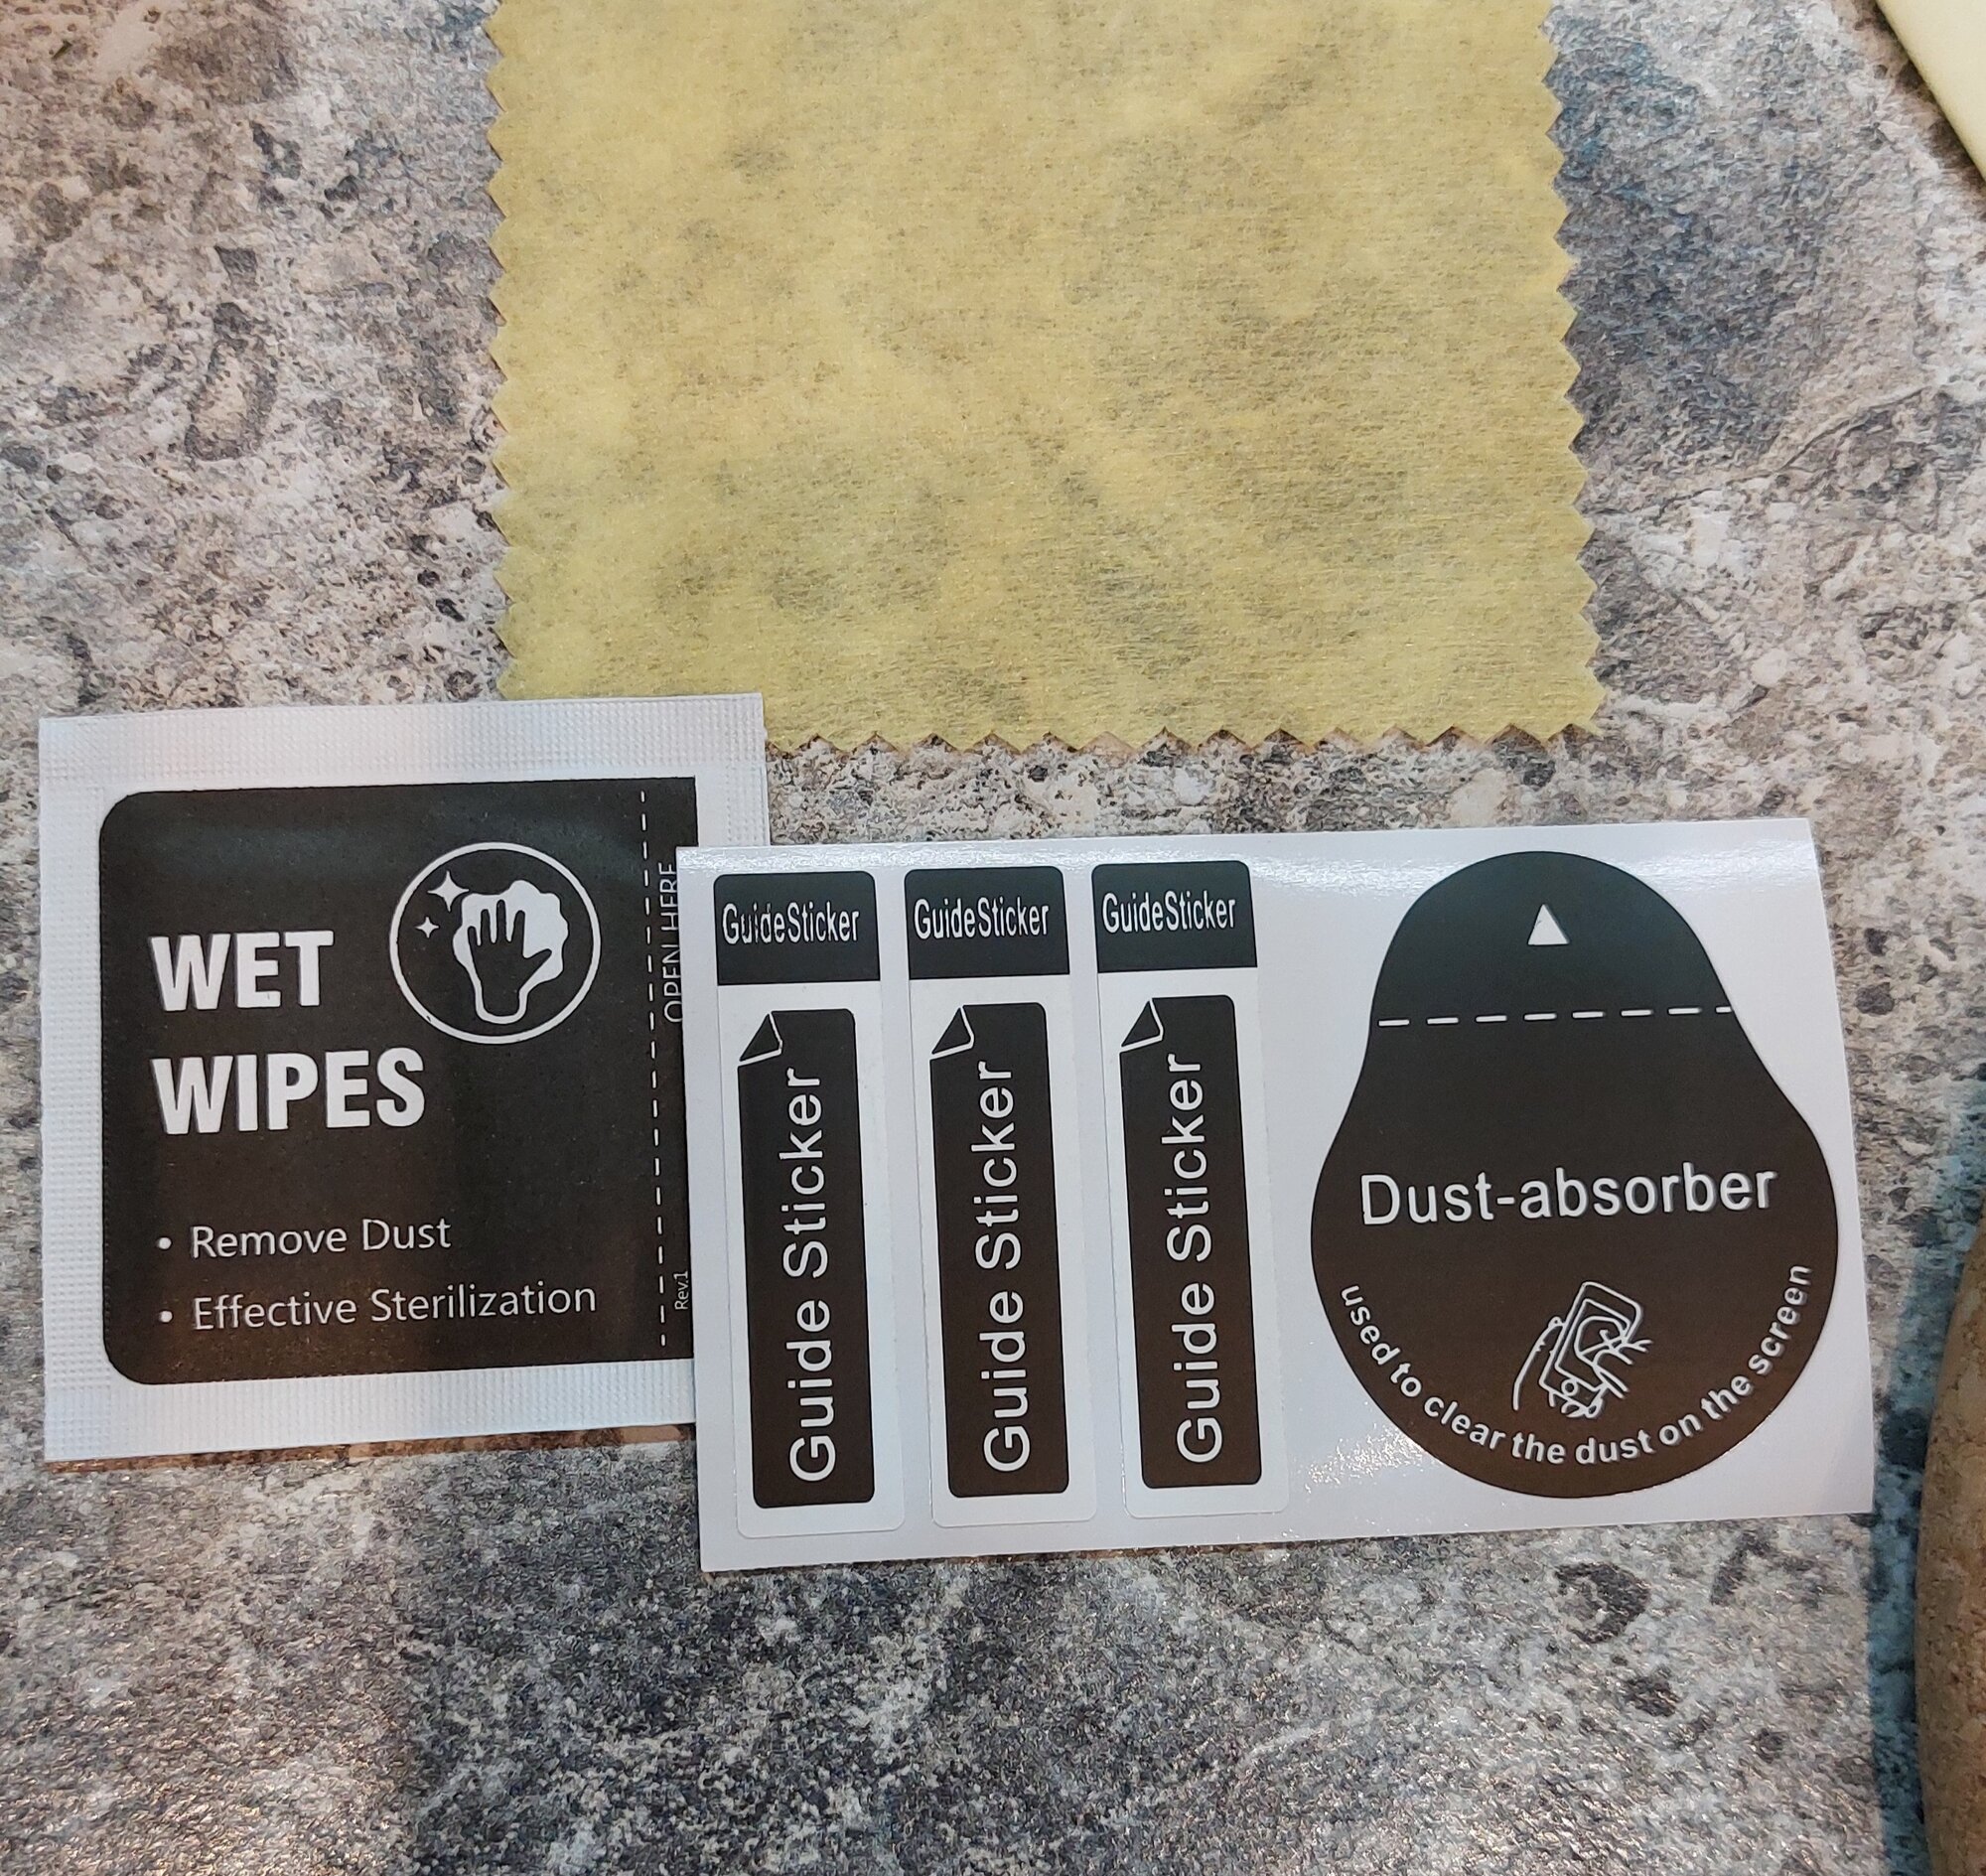 WET
WIPES
• Remove Dust
• Effective Sterilization
OPEN HERE
Rev.1
GuideSticker
Guide Sticker
GuideSticker
Guide Sticker
GuideSticker
Guide Sticker
Dust-absorber
used to clear the dust on the screen